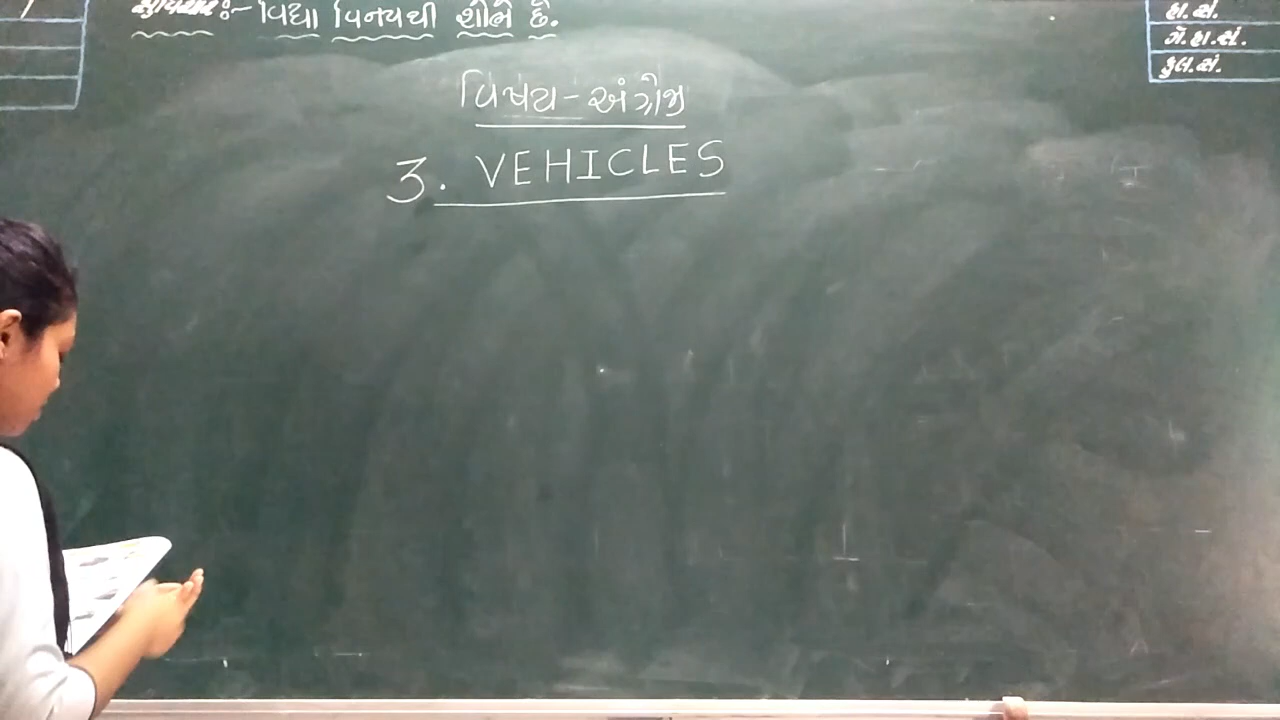 સુવિચાર :- વિદ્યા વિનયથી શોભે છે.
હા.સં.
ગે.હા.સં.
કુલ.સં.
વિષય - અંગ્રેજી
3. VEHICLES